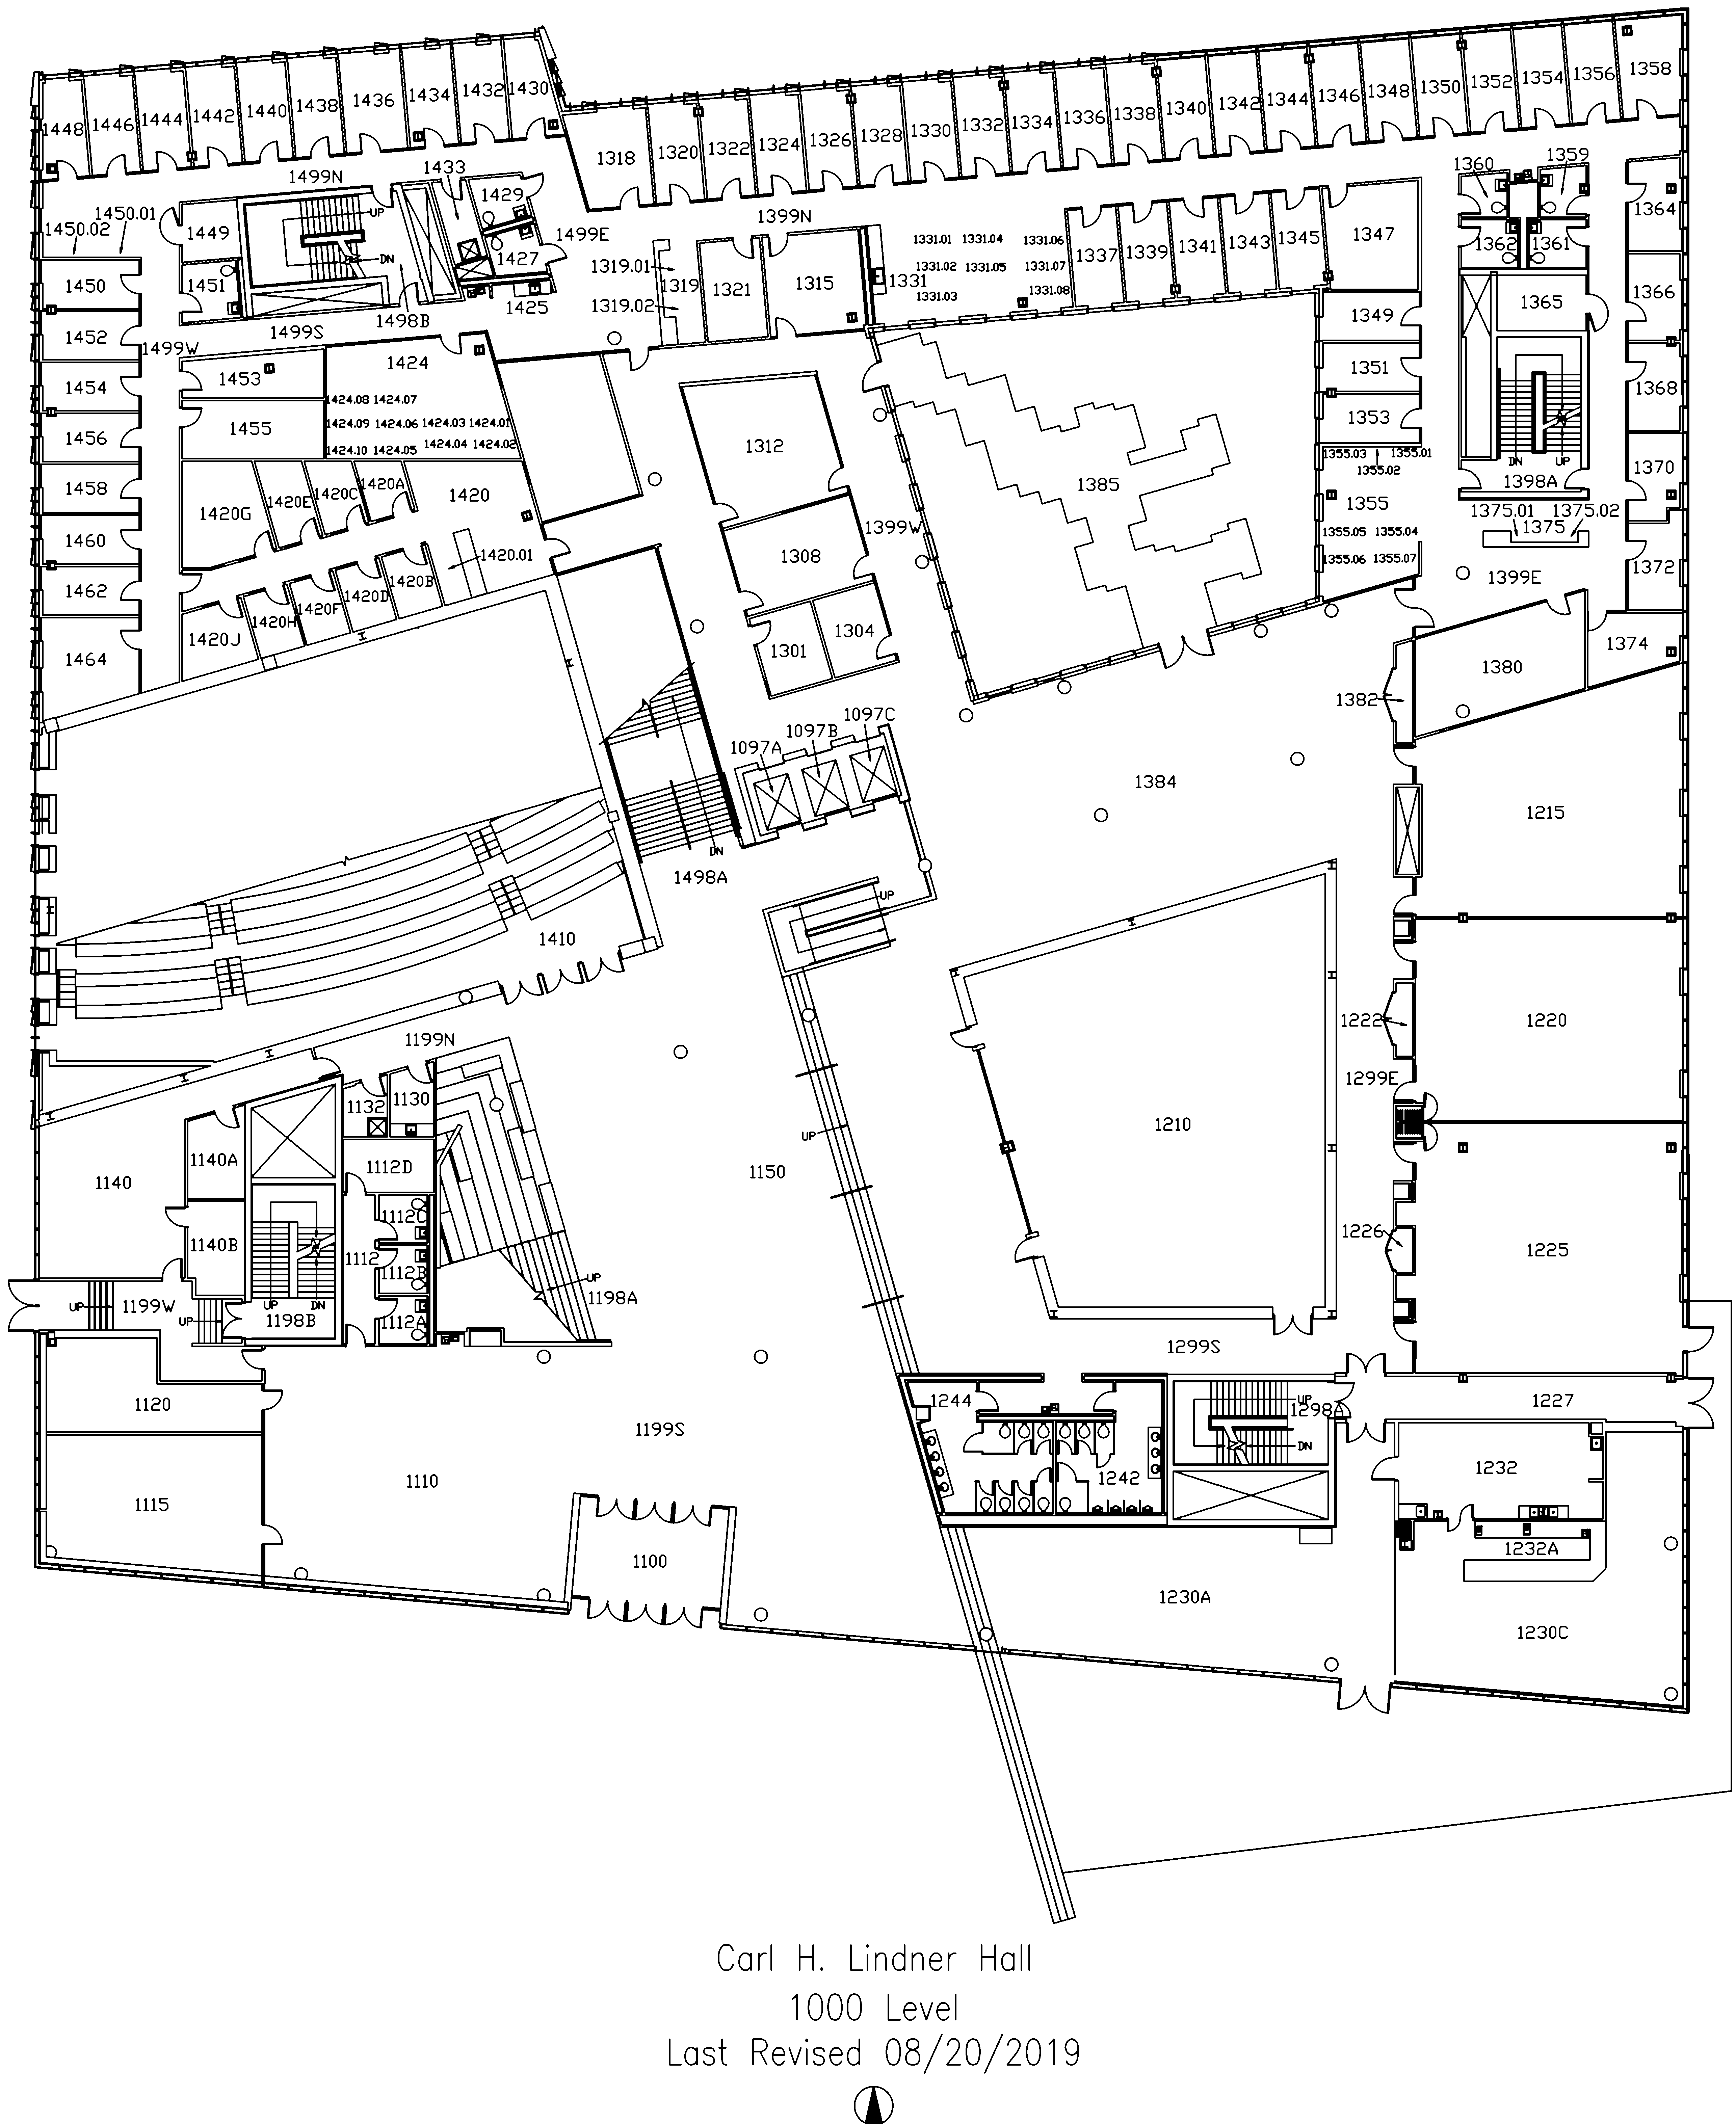 1448 1446 1444 1442 1440 1438 1436 1434 1432 1430
1318 1320 1322 1324 1326 1328 1330 1332 1334 1336 1338 1340 1342 1344 1346 1348 1350 1352 1354 1356 1358
1499N 1433 1429 1399N 1360 1359
1450.02 1450.01 1449 UP 1499E 1364
1331.01 1331.04 1331.06 1337 1339 1341 1343 1345 1347
1427 1319.01 1331.02 1331.05 1331.07 1362 1361 1366
1450 1451 DN 1319 1321 1315 1331 1331.08
1425 1319.02 1331.03 1365
1452 1499S 1498B 1349
1499W 1424 1351
1454 1453 1368
1424.08 1424.07 1353
1456 1455 1424.09 1424.06 1424.03 1424.01 1312
1424.10 1424.05 1424.04 1424.02 1355.03 1355.01
1355.02 DN UP 1370
1458 1420G 1420E 1420C 1420A 1420 1385 1398A
1355 1375.01 1375.02
1460 1399W 1375
1355.05 1355.04
1420.01 1308 1355.06 1355.07
1462 1420B 1399E 1372
1420J 1420H 1420F 1420D
1464 1301 1304 1374
1380
1382
1097A 1097B 1097C
1384
1215
DN
1498A
UP
1410
1222 1220
1199N
1299E
1132 1130
1210
UP
1140 1140A 1112D 1150
1112C
1140B 1112 1226 1225
1112B
UP 1199W UP DN UP
UP 1198B 1112A 1198A
1299S
1120 1244 UP 1227
1298A
1199S
DN
1110 1242 1232
1115
1100 1232A
1230A
1230C
Carl H. Lindner Hall
1000 Level
Last Revised 08/20/2019